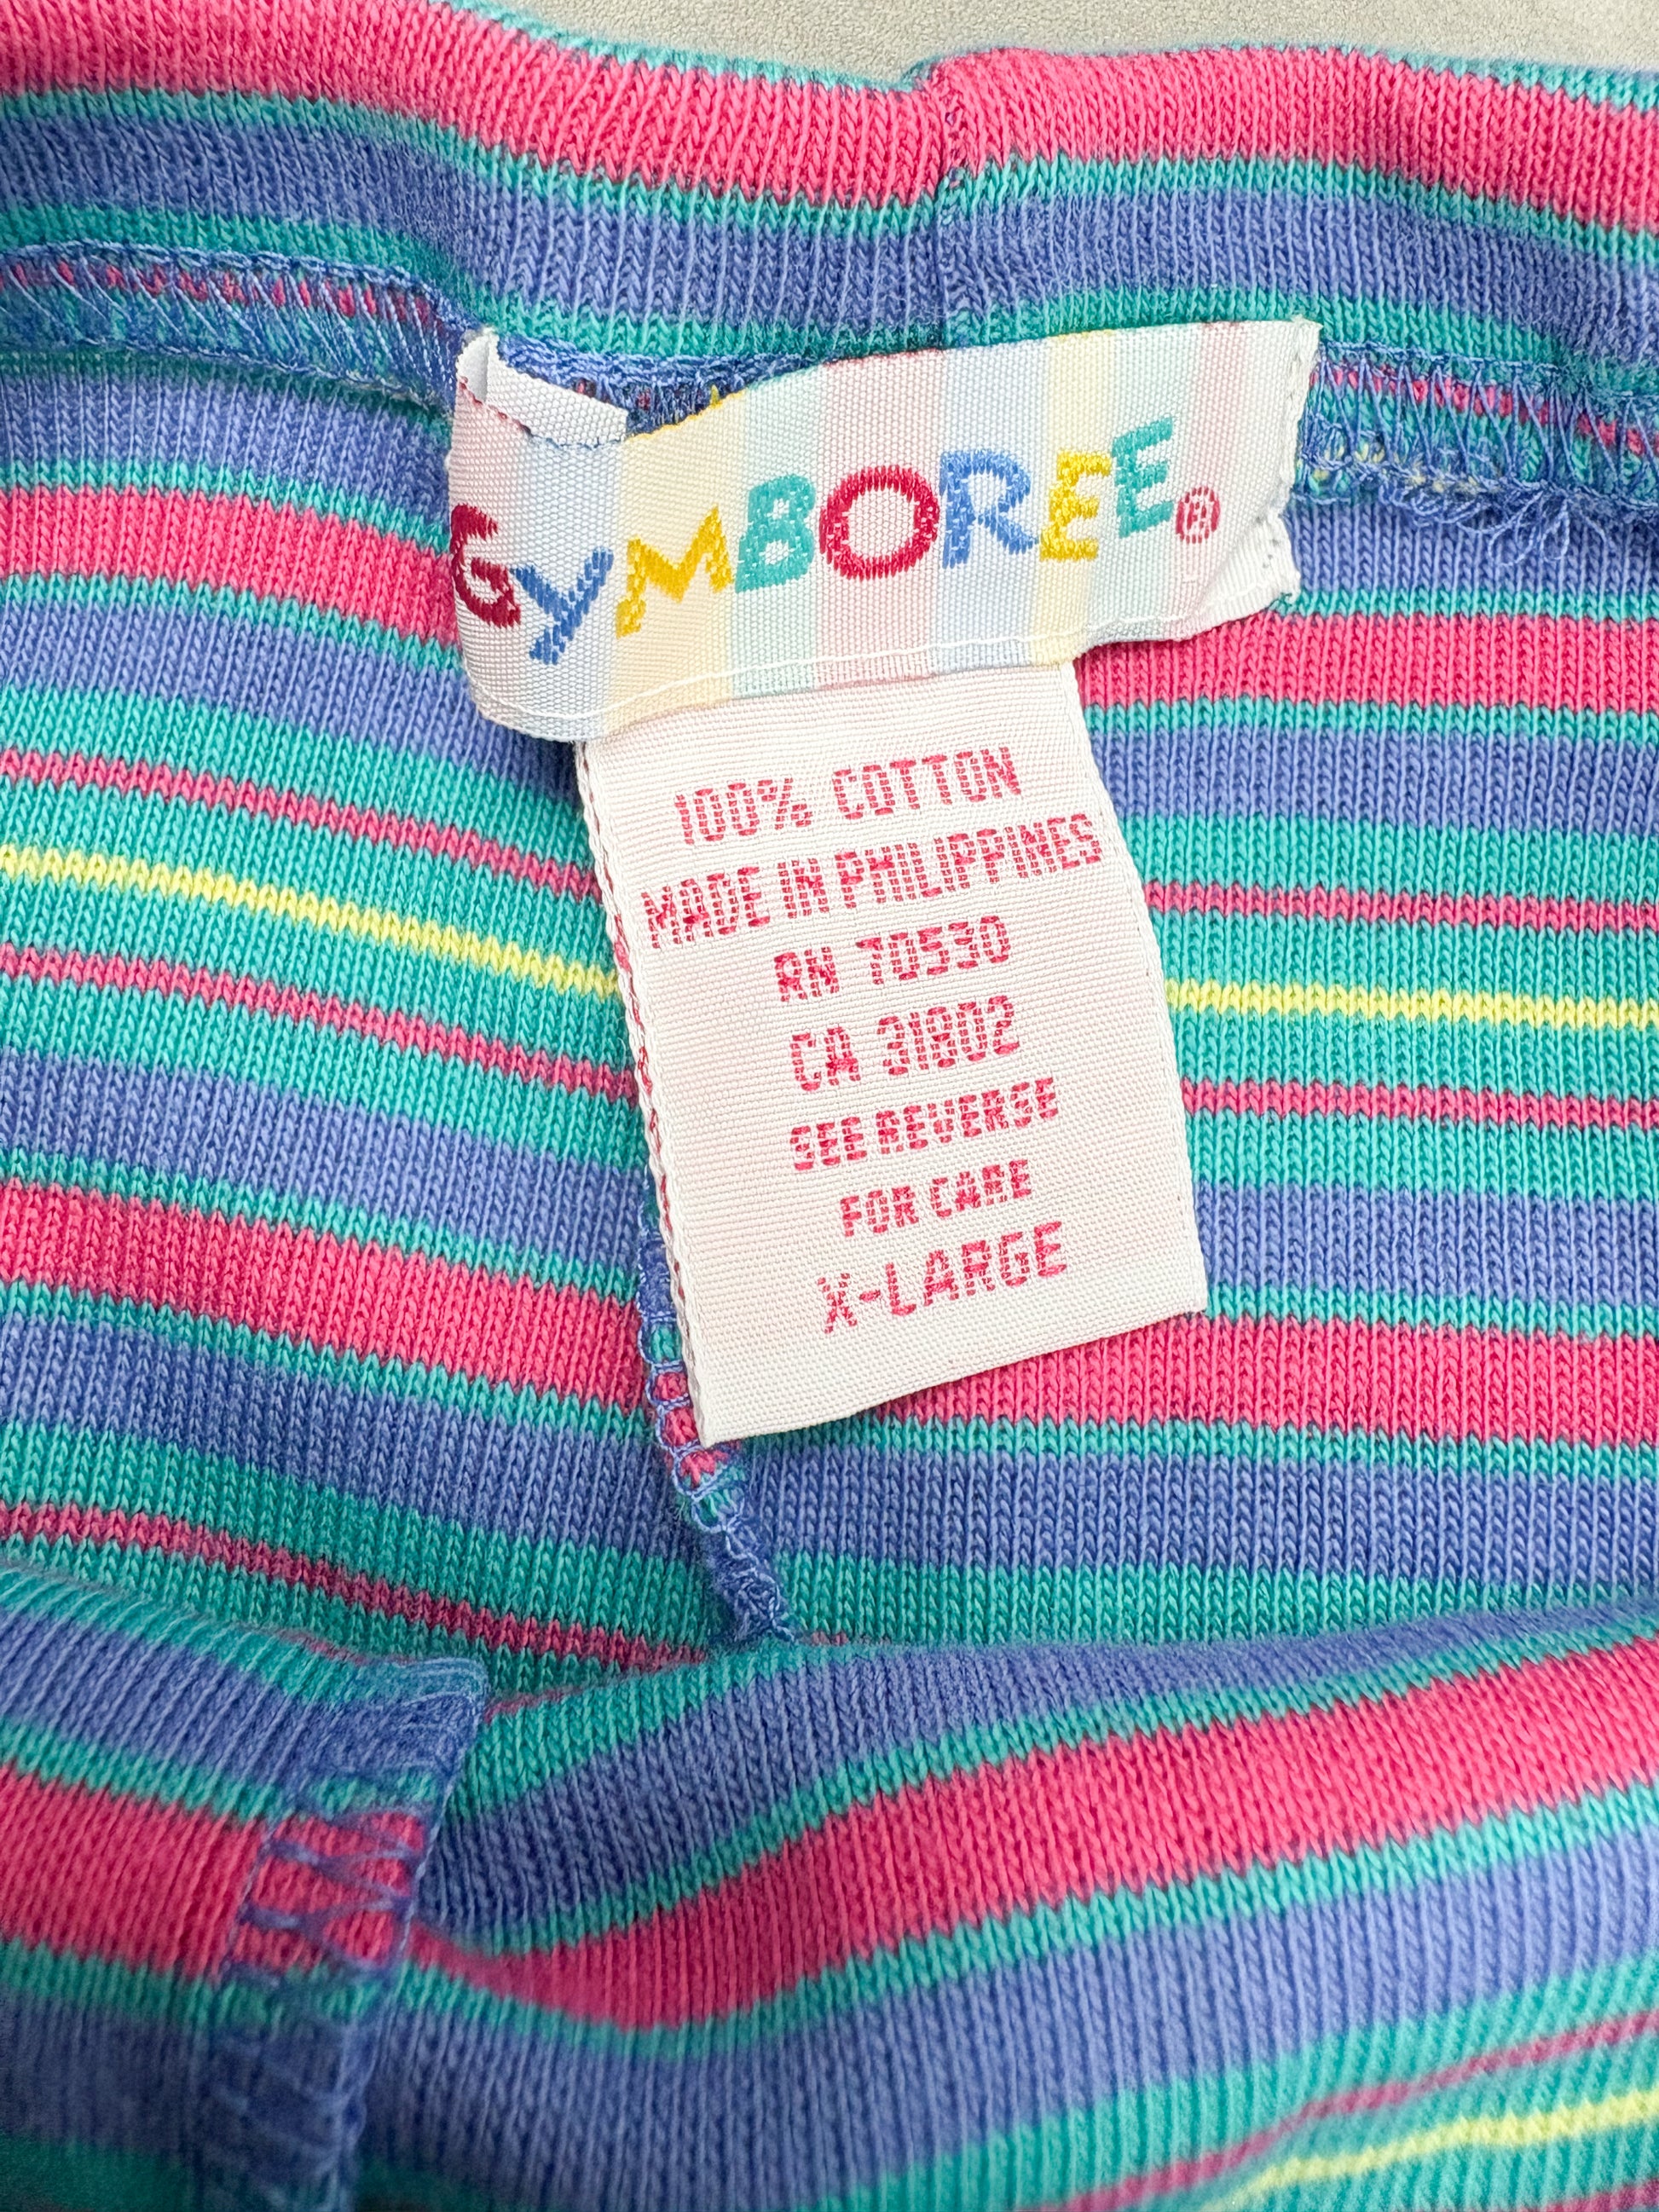 GYMBOREE®
100% COTTON
MADE IN PHILIPPINES
RN 70530
CA 31802
SEE REVERSE
FOR CARE
X-LARGE